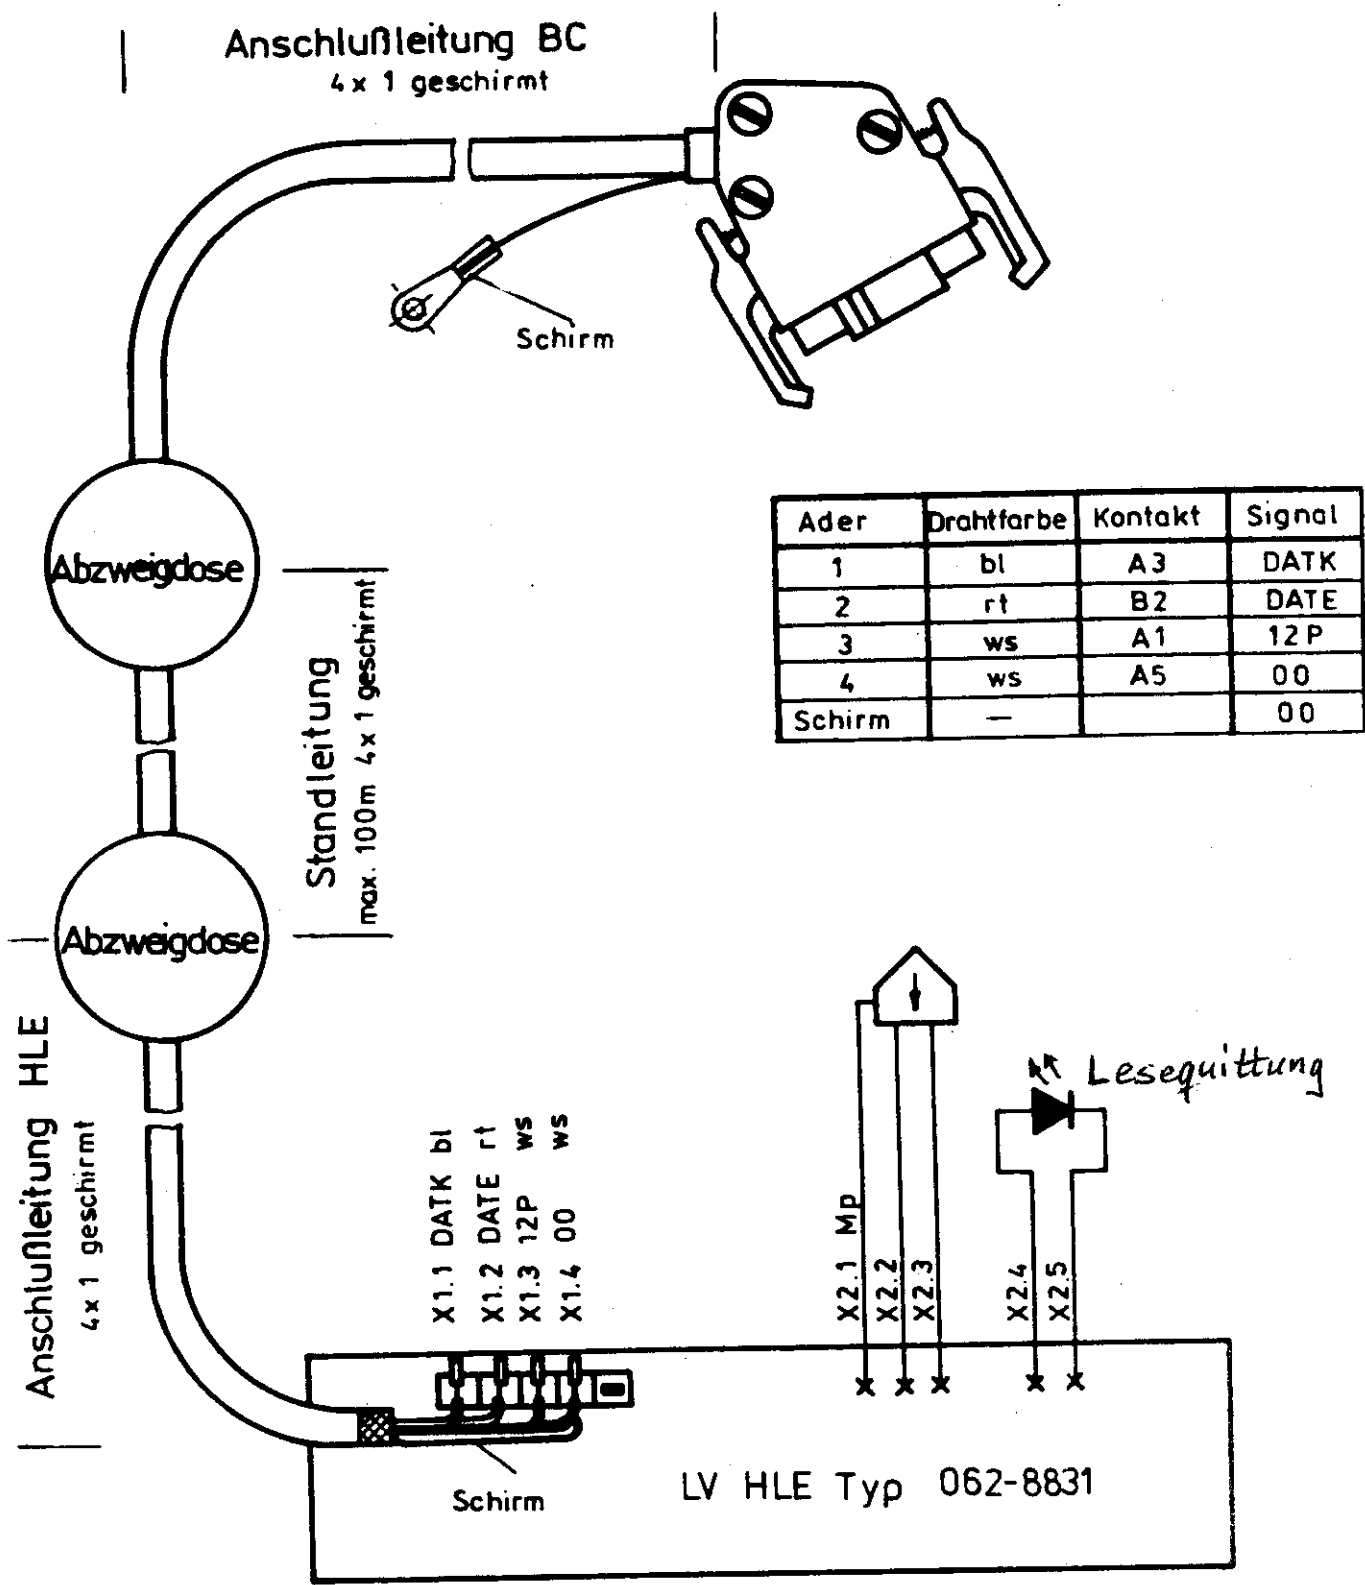 Anschlußleitung BC
4x 1 geschirmt
Schirm
Abzweigdose
Standleitung
max. 100m 4x1 geschirmt
Ader Drahtfarbe Kontakt Signal
1 bl A3 DATK
2 rt B2 DATE
3 ws A1 12P
4 ws A5 00
Schirm — 00
Abzweigdose
Anschlußleitung HLE
4x 1 geschirmt
X1.1 DATK bl
X1.2 DATE rt
X1.3 12P ws
X1.4 00 ws
X2.1 Mp
X2.2
X2.3
Lesequittung
X2.4
X2.5
Schirm
LV HLE Typ 062-8831